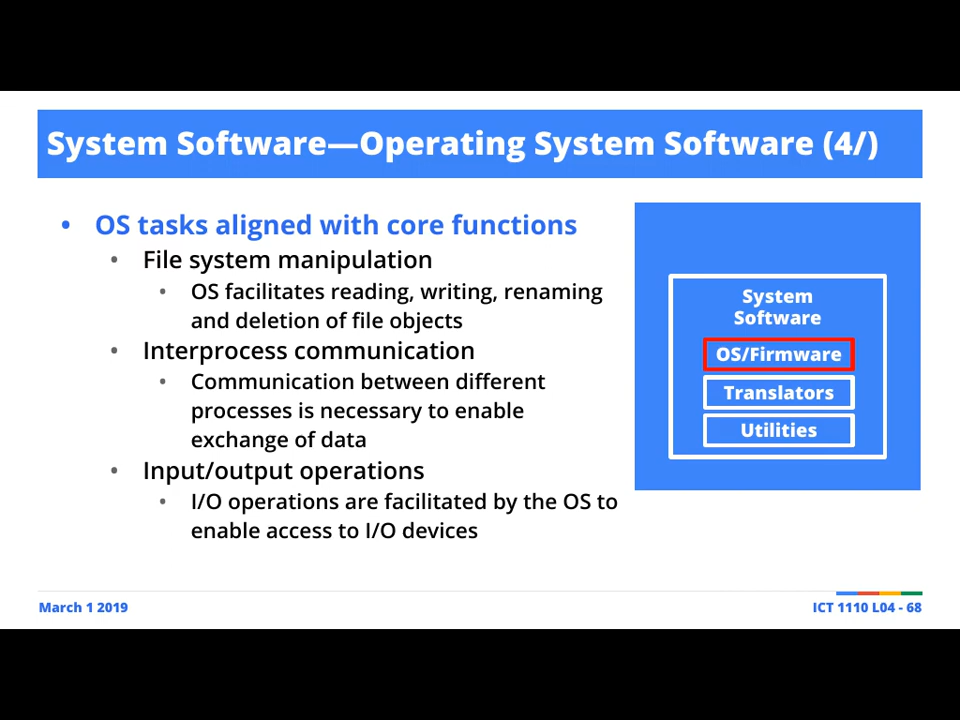 System Software—Operating System Software (4/)
• OS tasks aligned with core functions
• File system manipulation
• OS facilitates reading, writing, renaming
and deletion of file objects
• Interprocess communication
• Communication between different
processes is necessary to enable
exchange of data
• Input/output operations
• I/O operations are facilitated by the OS to
enable access to I/O devices
System
Software
OS/Firmware
Translators
Utilities
March 1 2019
ICT 1110 L04 - 68